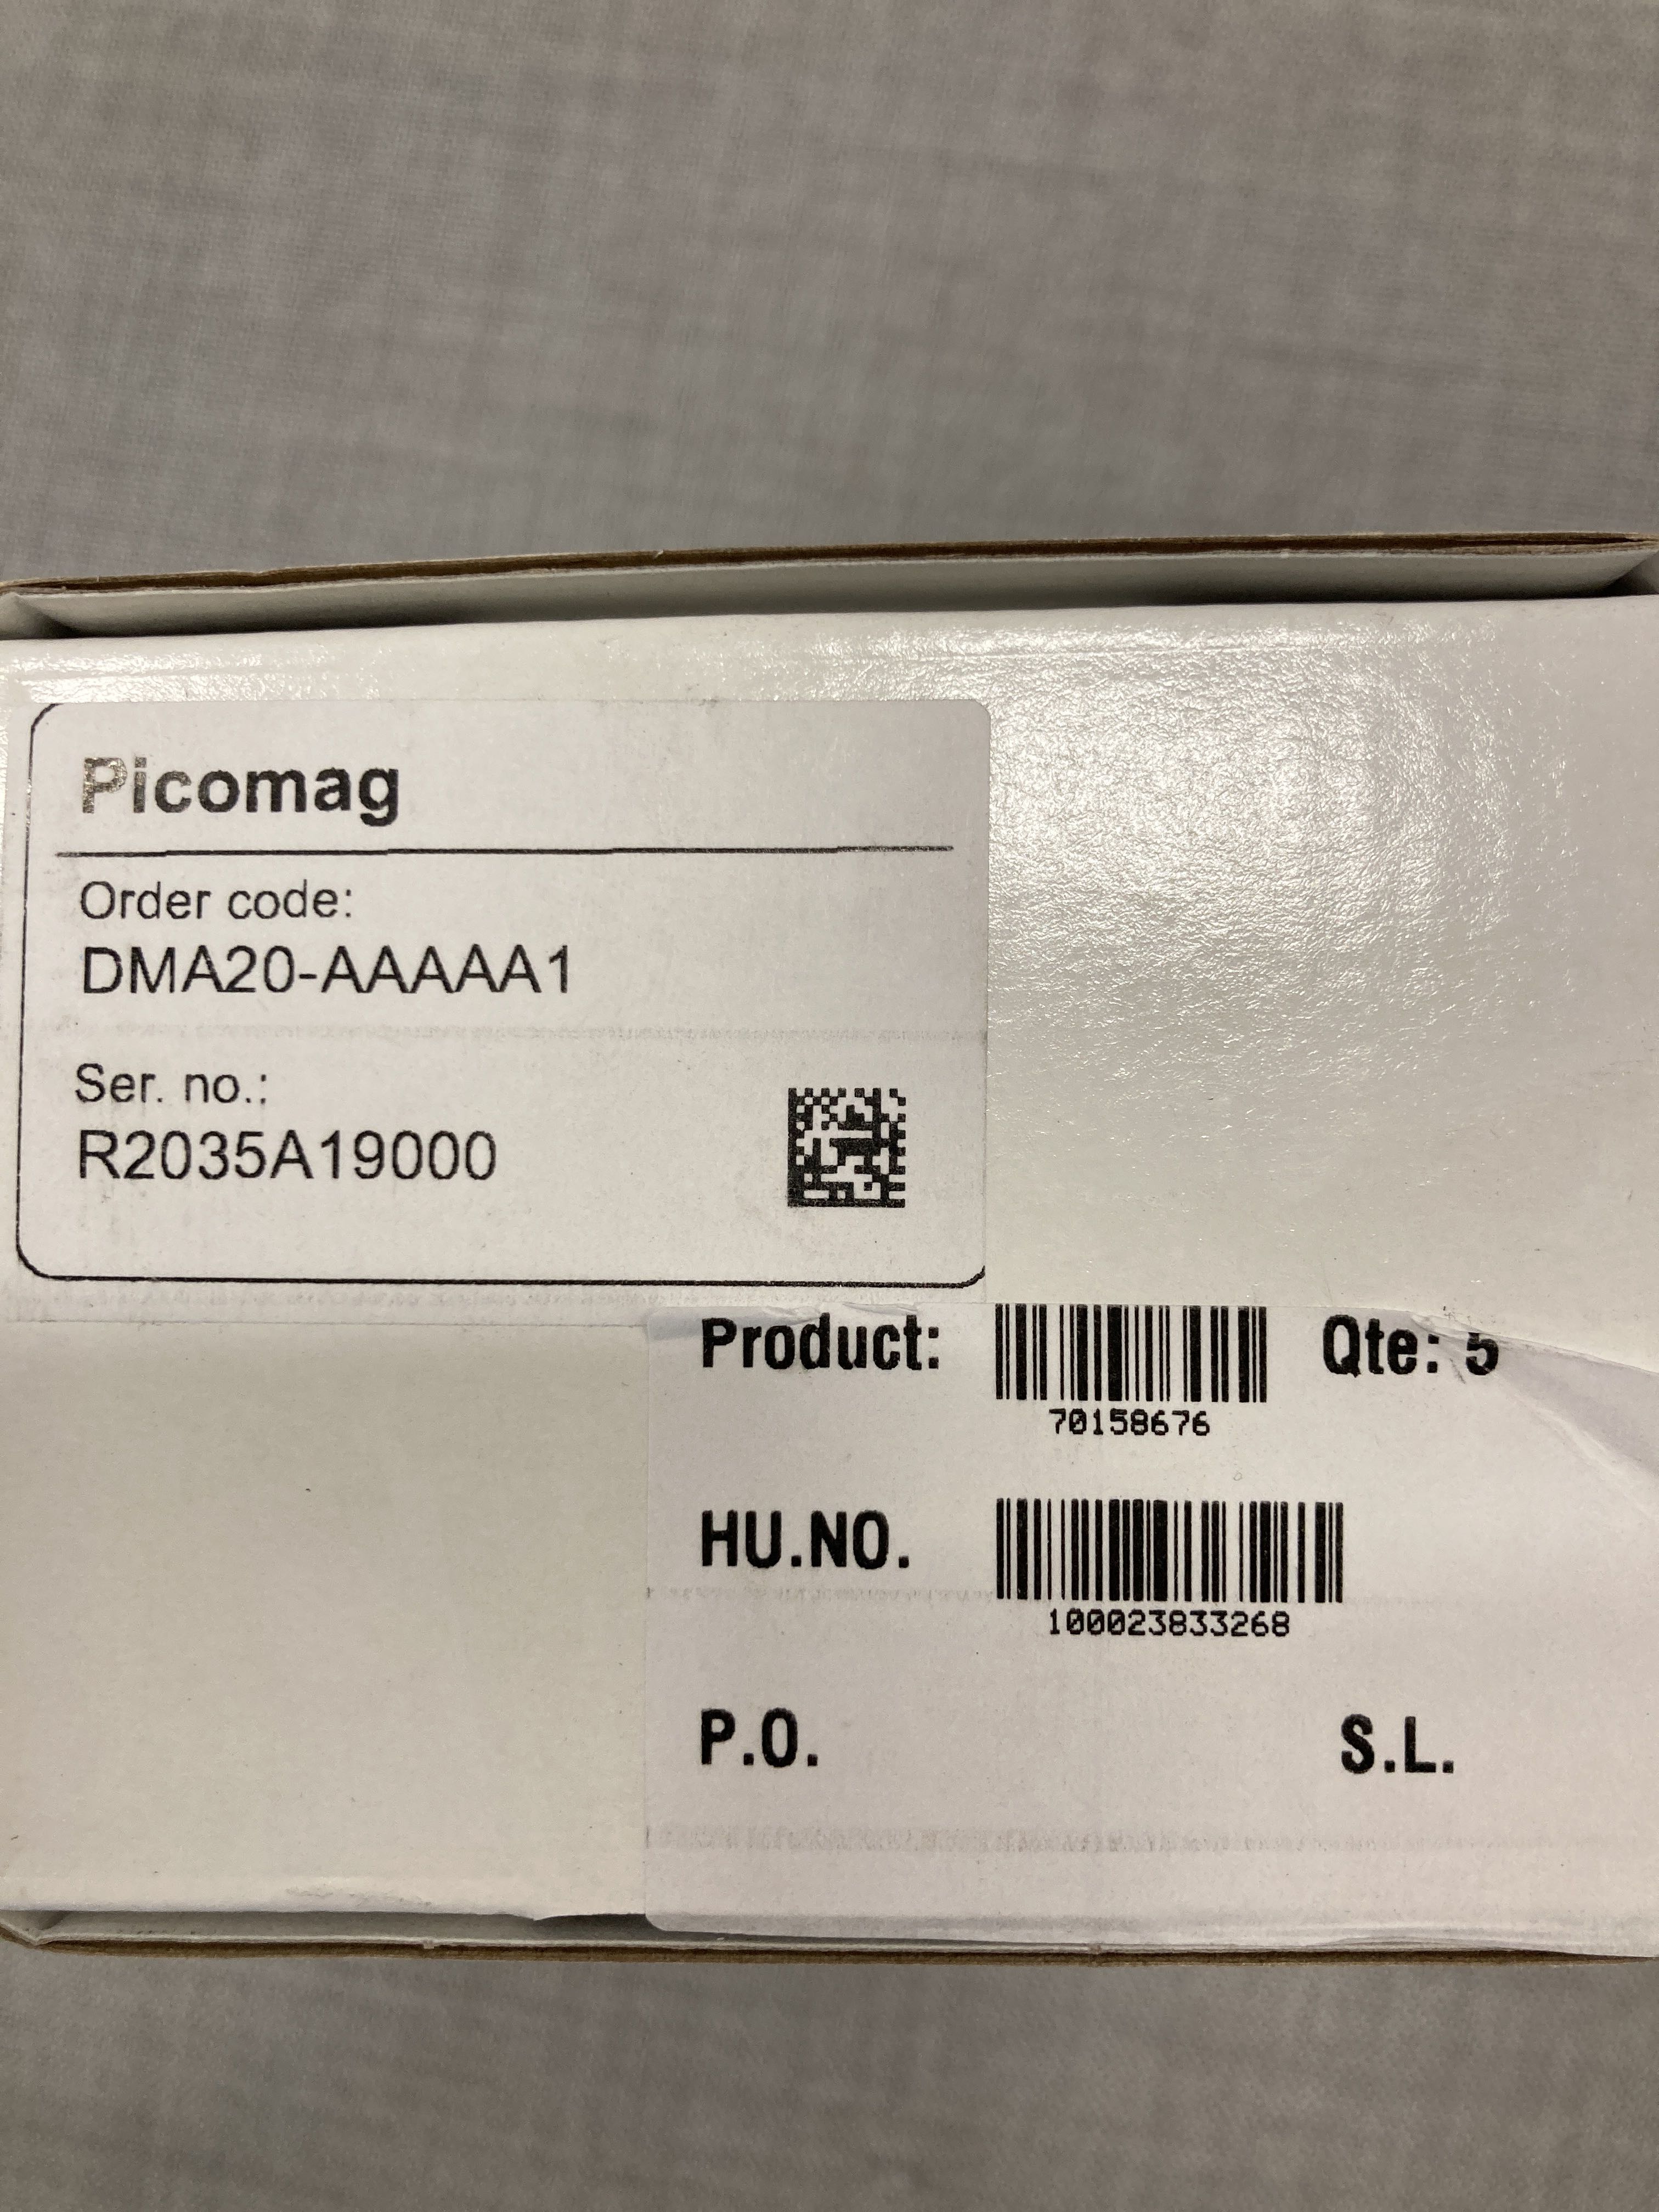 Picomag
Order code:
DMA20-AAAAA1
Ser. no.:
R2035A19000
Product: Qte: 5
70158676
HU.NO.
100023833268
P.O. S.L.